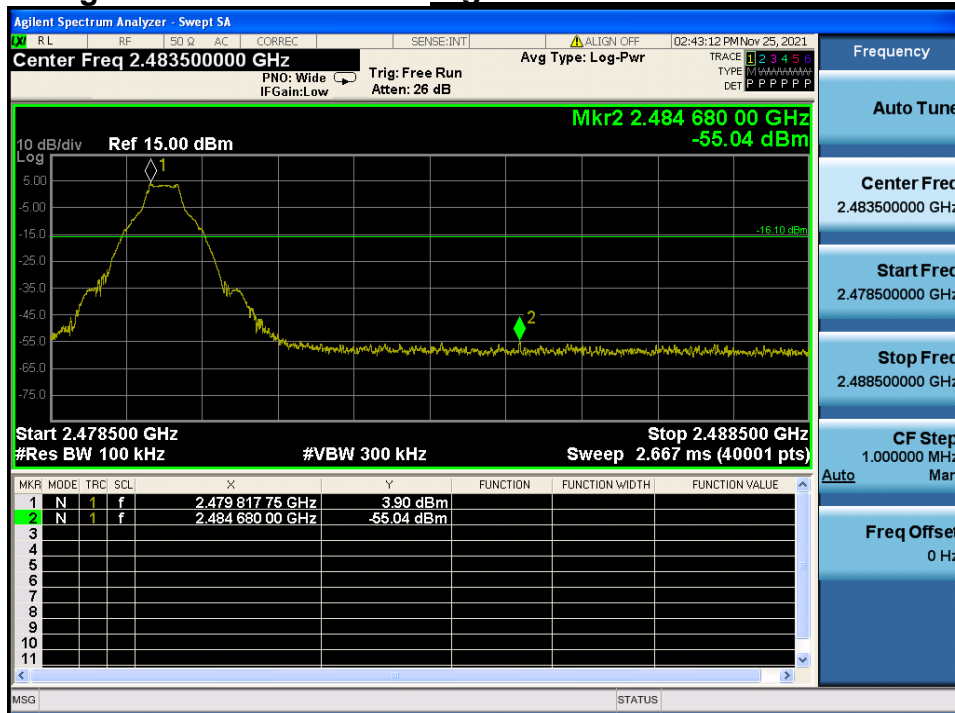 Agilent Spectrum Analyzer - Swept SA
LXI RL RF 50 Ω AC CORREC SENSE:INT ALIGN OFF 02:43:12 PM Nov 25, 2021
Center Freq 2.483500000 GHz Avg Type: Log-Pwr TRACE 1 2 3 4 5 6
PNO: Wide Trig: Free Run TYPE M WWWWW
IFGain:Low Atten: 26 dB DET P P P P P P
Mkr2 2.484 680 00 GHz
10 dB/div Ref 15.00 dBm -55.04 dBm
Log
1
5.00
-5.00
-15.0 -16.10 dBm
-25.0
-35.0
-45.0 2
-55.0
-65.0
-75.0
Start 2.478500 GHz Stop 2.488500 GHz
#Res BW 100 kHz #VBW 300 kHz Sweep 2.667 ms (40001 pts)
MKR MODE TRC SCL X Y FUNCTION FUNCTION WIDTH FUNCTION VALUE
1 N 1 f 2.479 817 75 GHz 3.90 dBm
2 N 1 f 2.484 680 00 GHz -55.04 dBm
3
4
5
6
7
8
9
10
11
MSG STATUS
Frequency
Auto Tune
Center Freq
2.483500000 GHz
Start Freq
2.478500000 GHz
Stop Freq
2.488500000 GHz
CF Step
1.000000 MHz
Auto Man
Freq Offset
0 Hz